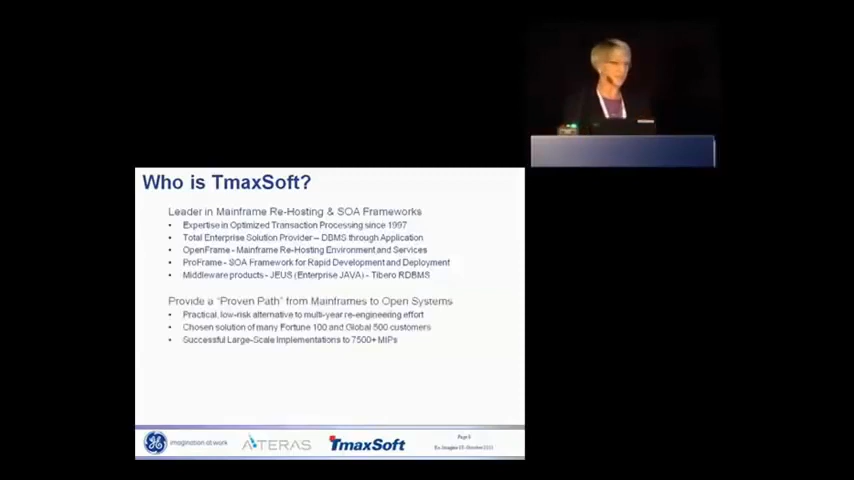 Who is TmaxSoft?
Leader in Mainframe Re-Hosting & SOA Frameworks
• Expertise in Optimized Transaction Processing since 1997
• Total Enterprise Solution Provider – DBMS through Application
• OpenFrame - Mainframe Re-Hosting Environment and Services
• ProFrame - SOA Framework for Rapid Development and Deployment
• Middleware products - JEUS (Enterprise JAVA) - Tibero RDBMS
Provide a "Proven Path" from Mainframes to Open Systems
• Practical, low-risk alternative to multi-year re-engineering effort
• Chosen solution of many Fortune 100 and Global 500 customers
• Successful Large-Scale Implementations to 7500+ MIPs
imagination at work
ATERAS
TmaxSoft